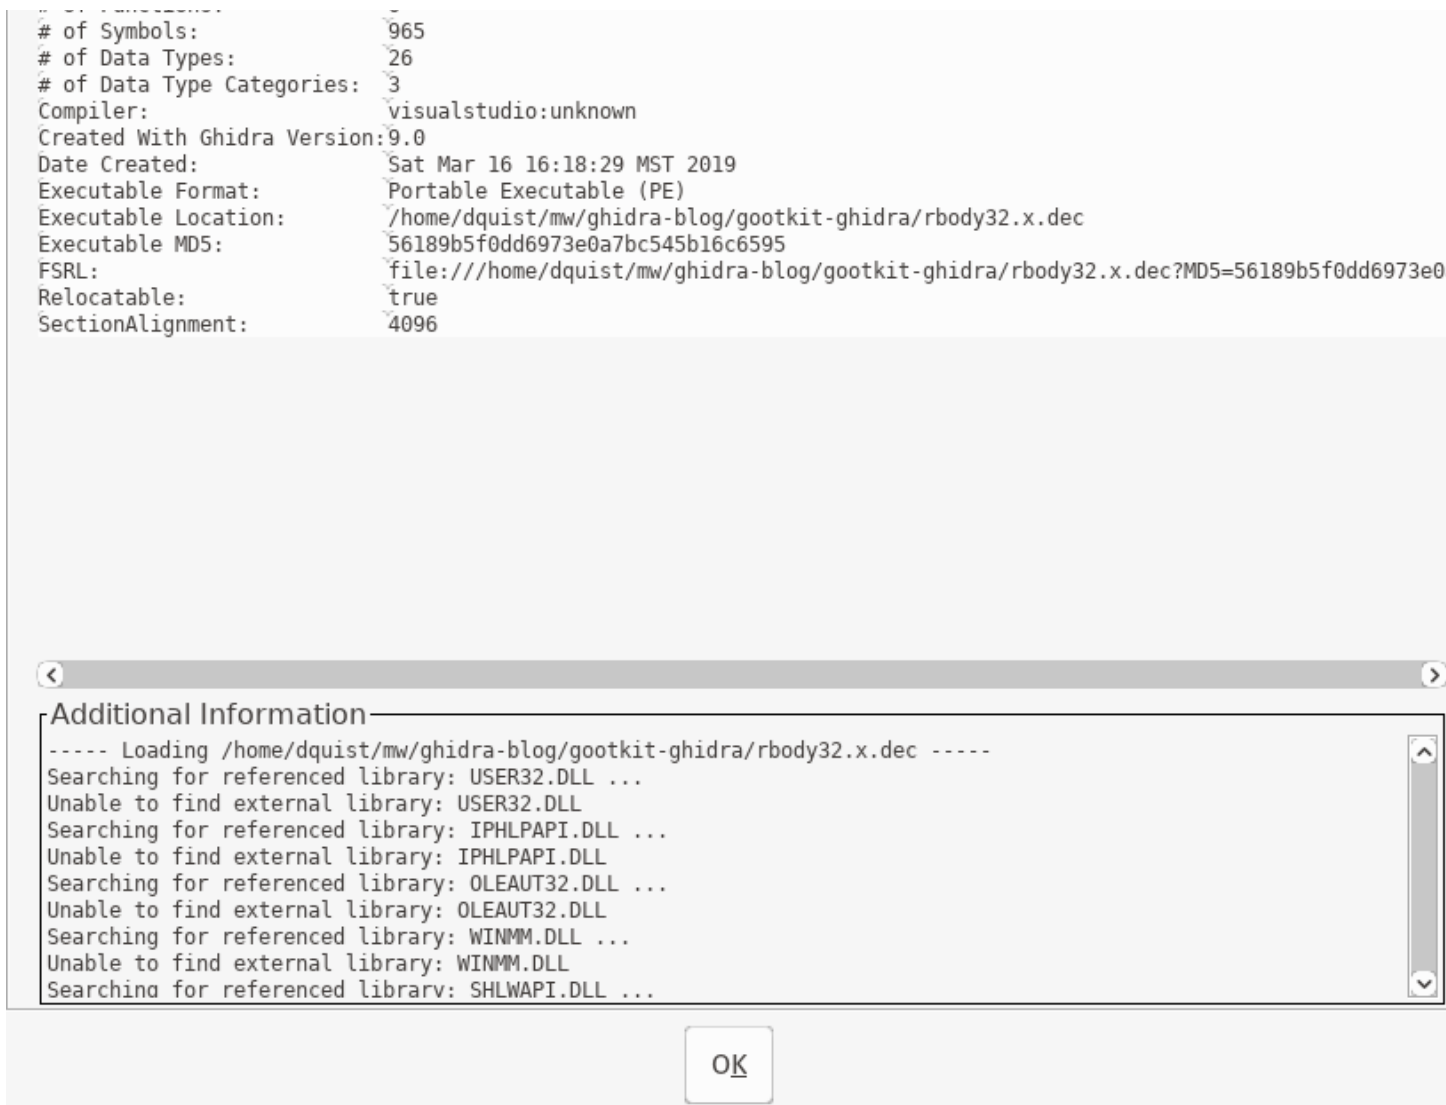 # of Functions: 0
# of Symbols: 965
# of Data Types: 26
# of Data Type Categories: 3
Compiler: visualstudio:unknown
Created With Ghidra Version: 9.0
Date Created: Sat Mar 16 16:18:29 MST 2019
Executable Format: Portable Executable (PE)
Executable Location: /home/dquist/mw/ghidra-blog/gootkit-ghidra/rbody32.x.dec
Executable MD5: 56189b5f0dd6973e0a7bc545b16c6595
FSRL: file:///home/dquist/mw/ghidra-blog/gootkit-ghidra/rbody32.x.dec?MD5=56189b5f0dd6973e0
Relocatable: true
SectionAlignment: 4096
Additional Information
----- Loading /home/dquist/mw/ghidra-blog/gootkit-ghidra/rbody32.x.dec -----
Searching for referenced library: USER32.DLL ...
Unable to find external library: USER32.DLL
Searching for referenced library: IPHLPAPI.DLL ...
Unable to find external library: IPHLPAPI.DLL
Searching for referenced library: OLEAUT32.DLL ...
Unable to find external library: OLEAUT32.DLL
Searching for referenced library: WINMM.DLL ...
Unable to find external library: WINMM.DLL
Searching for referenced library: SHLWAPI.DLL ...
OK